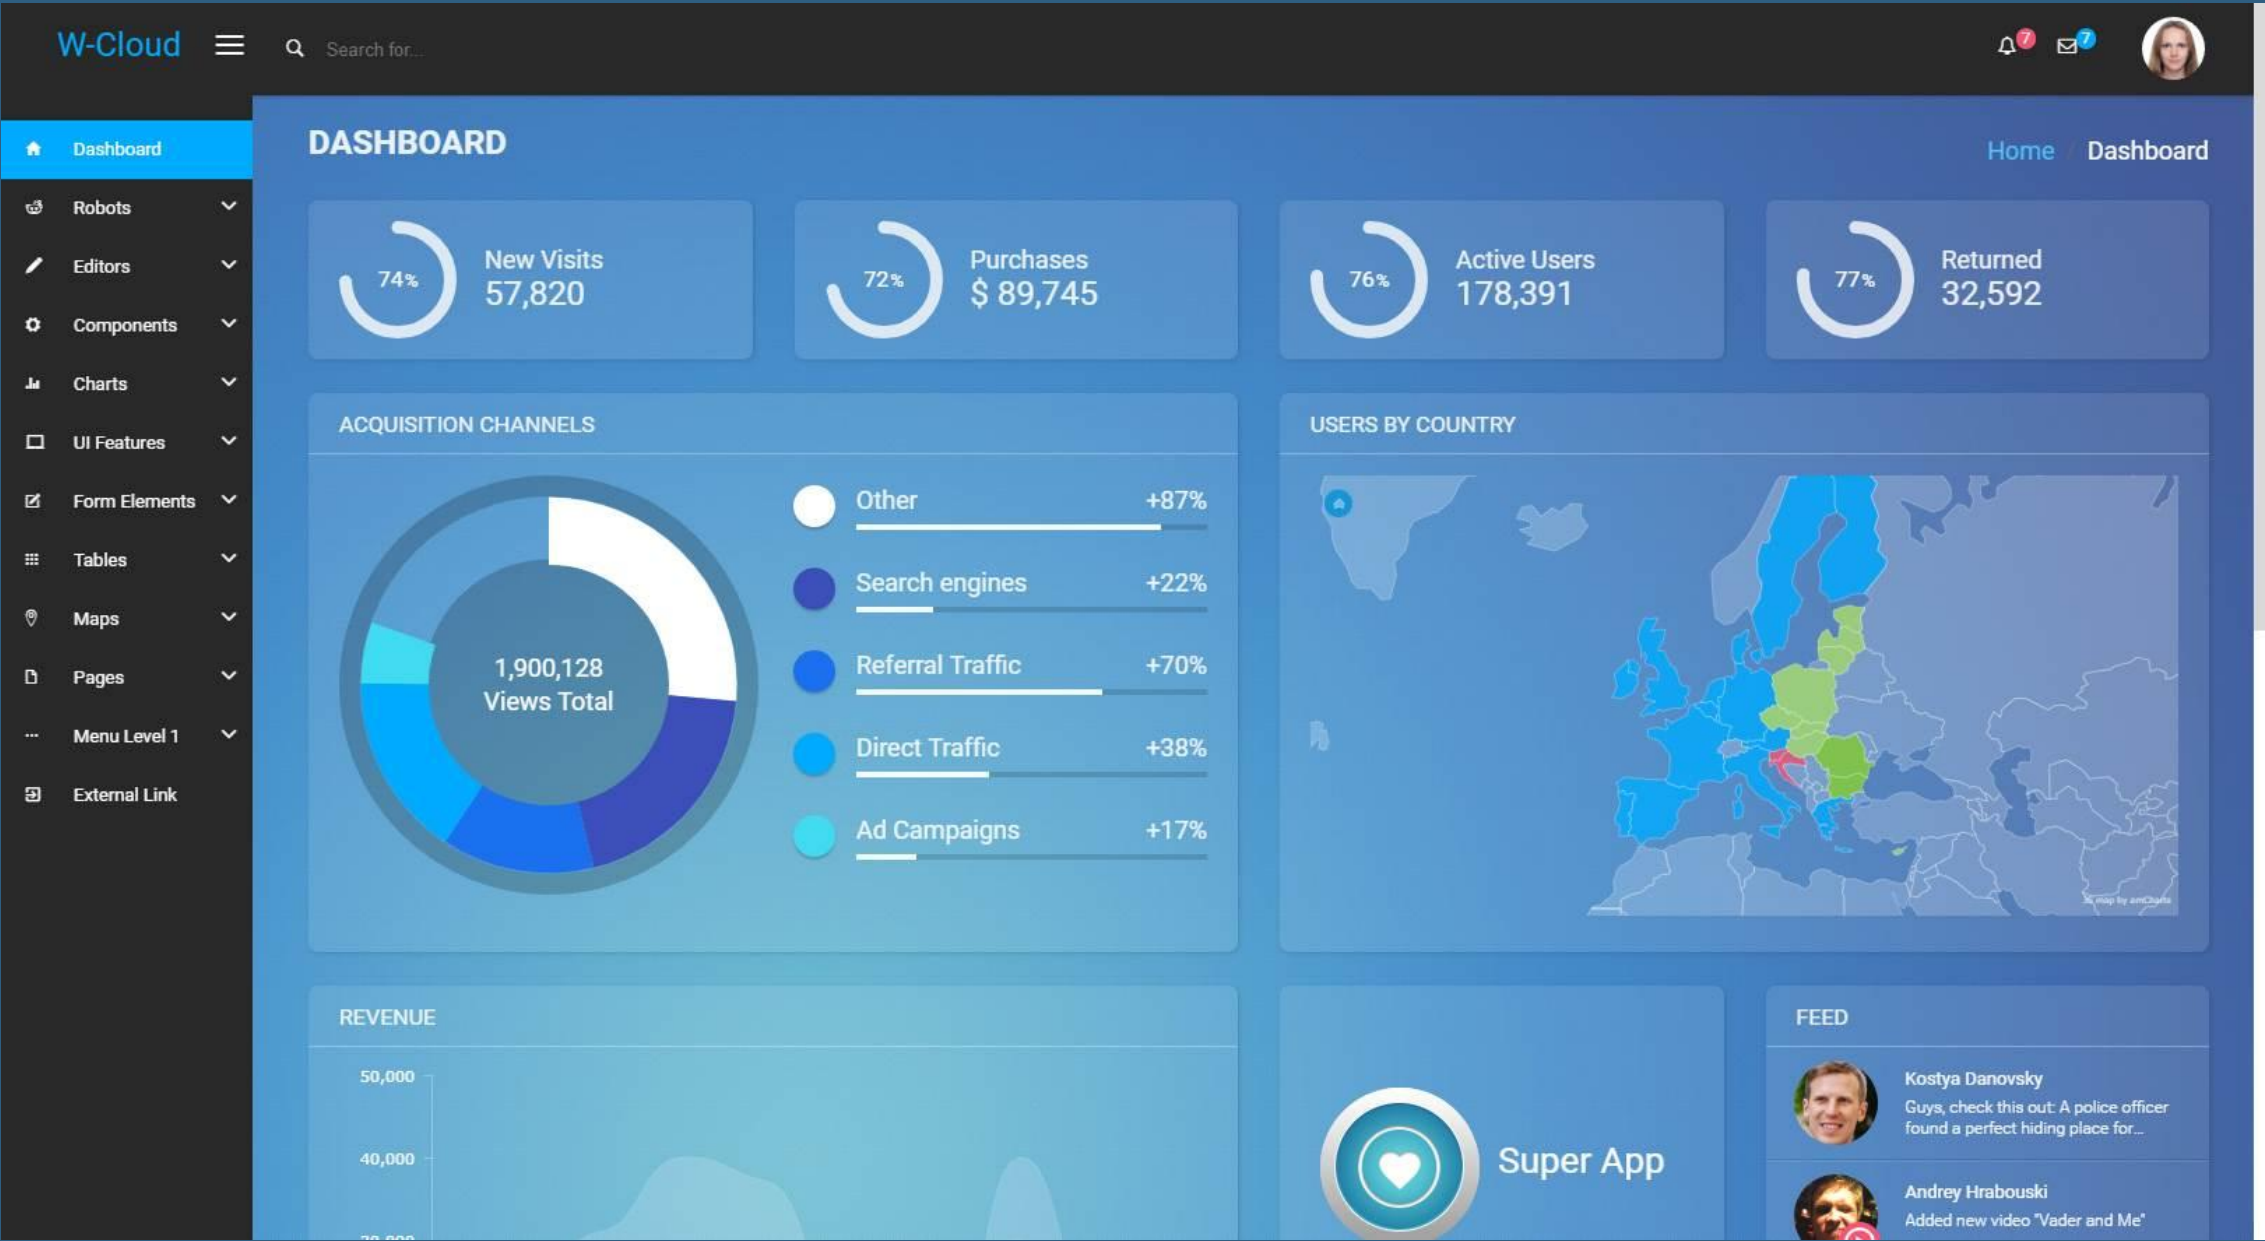 W-Cloud
Search for...
7
7
Dashboard
Robots
Editors
Components
Charts
UI Features
Form Elements
Tables
Maps
Pages
Menu Level 1
External Link
DASHBOARD
Home
Dashboard
74%
New Visits
57,820
72%
Purchases
$ 89,745
76%
Active Users
178,391
77%
Returned
32,592
ACQUISITION CHANNELS
1,900,128
Views Total
Other +87%
Search engines +22%
Referral Traffic +70%
Direct Traffic +38%
Ad Campaigns +17%
USERS BY COUNTRY
JS map by amCharts
REVENUE
50,000
40,000
Super App
FEED
Kostya Danovsky
Guys, check this out: A police officer
found a perfect hiding place for...
Andrey Hrabouski
Added new video "Vader and Me"